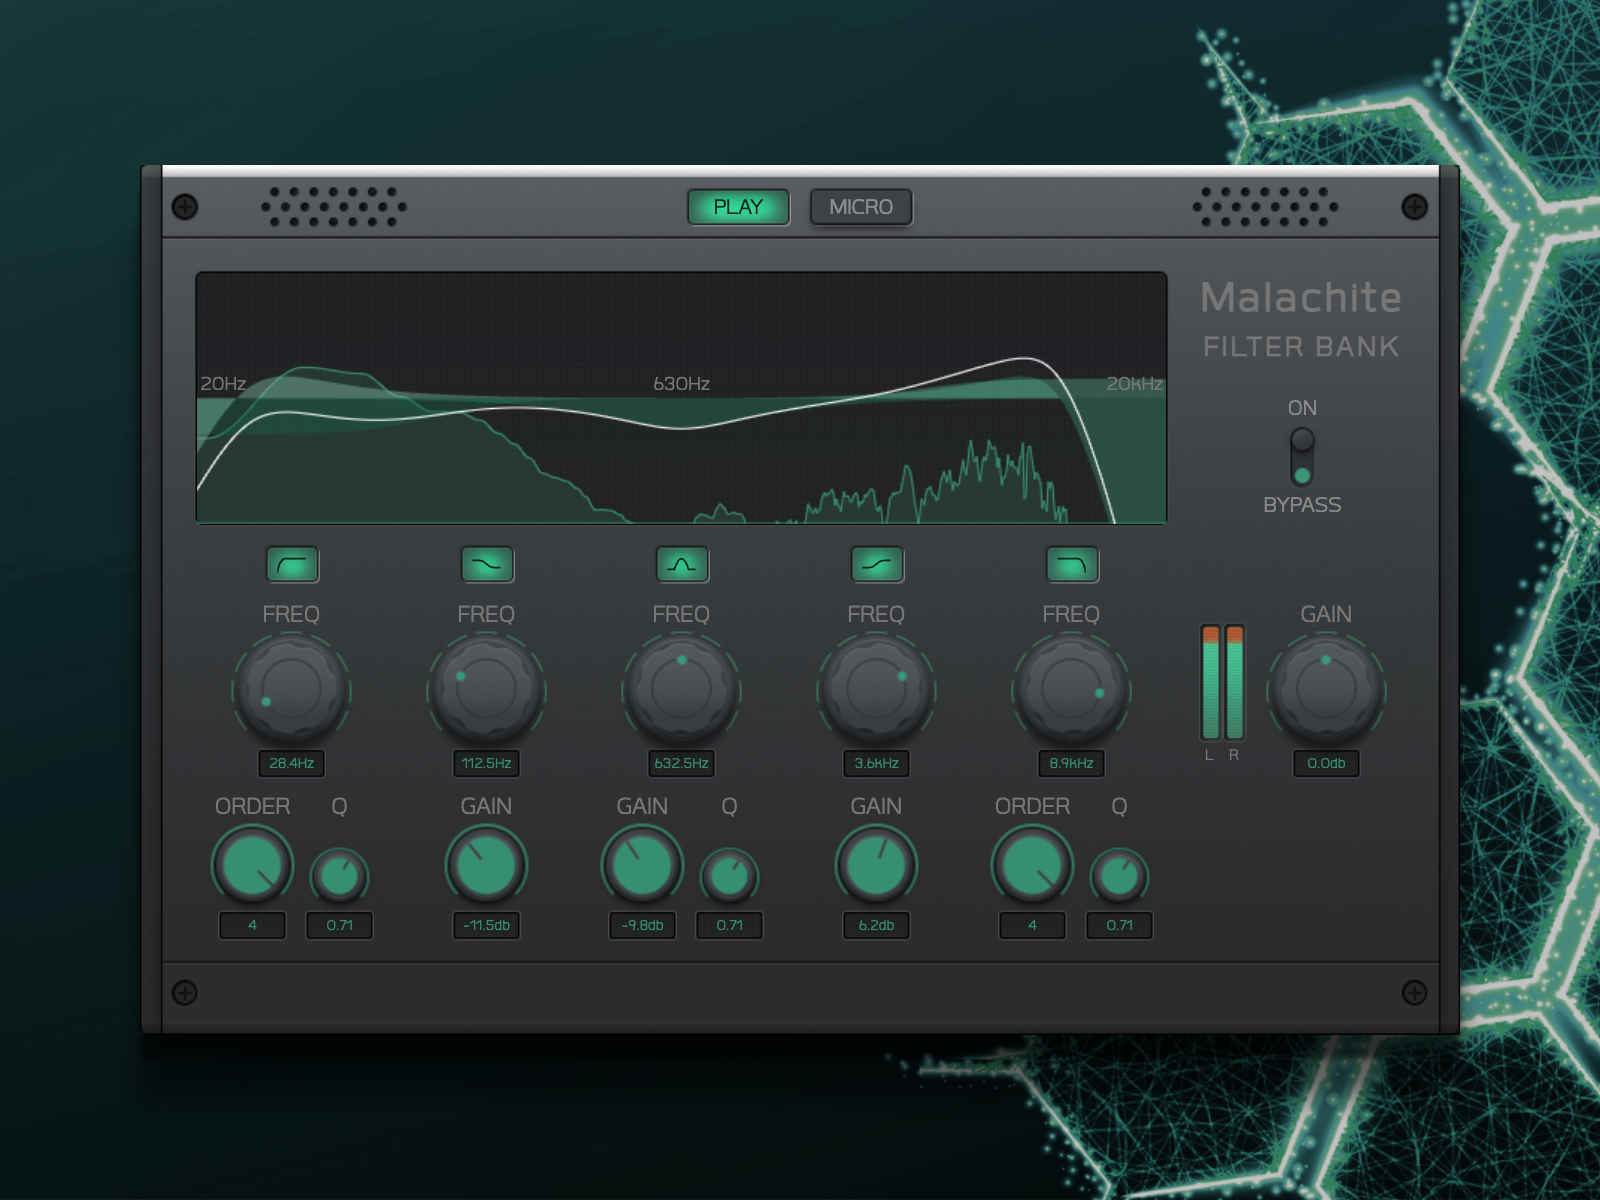 PLAY MICRO
Malachite
FILTER BANK
20Hz 630Hz 20kHz
ON
BYPASS
FREQ FREQ FREQ FREQ FREQ GAIN
L R
28.4Hz 112.5Hz 632.5Hz 3.6kHz 8.9kHz 0.0db
ORDER Q GAIN GAIN Q GAIN ORDER Q
4 0.71 -11.5db -9.8db 0.71 6.2db 4 0.71